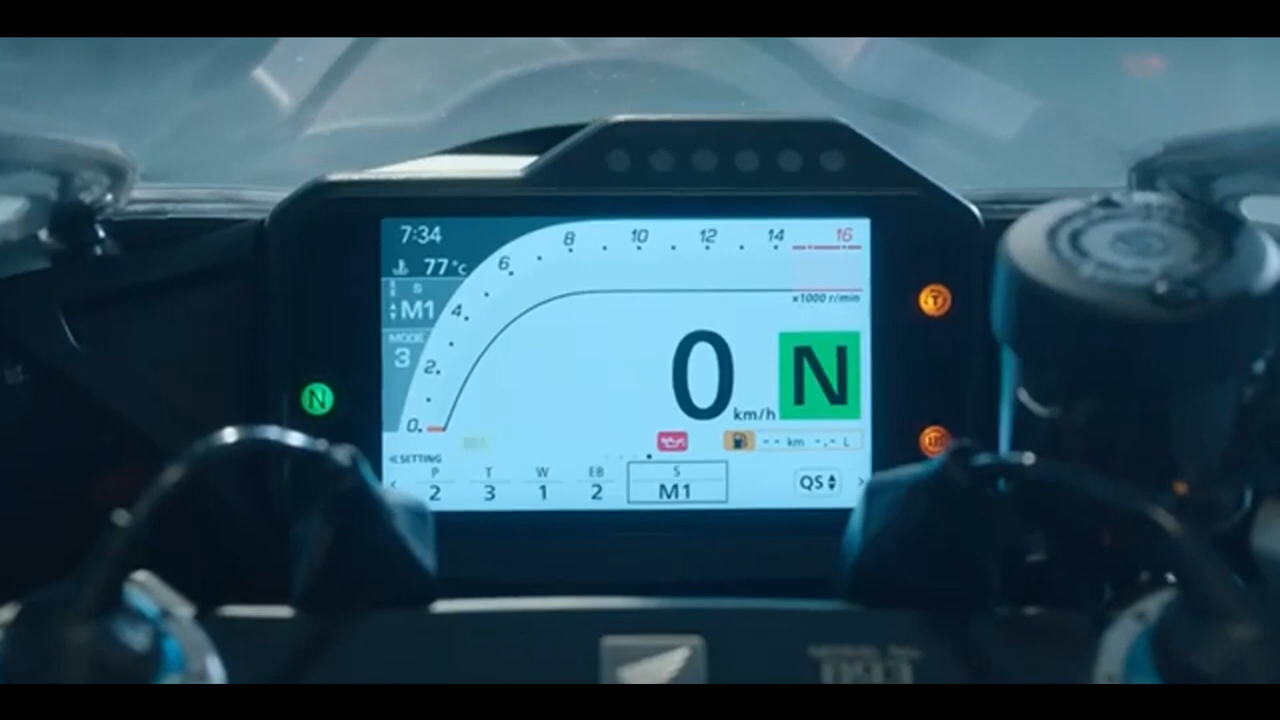 7:34
77°c
S
M1
MODE
3
0.
2.
4.
6.
8
10
12
14
16
x1000 r/min
0
km/h
N
N
T
-- km -.- L
≪SETTING
P T W EB S
2 3 1 2 M1
QS
093